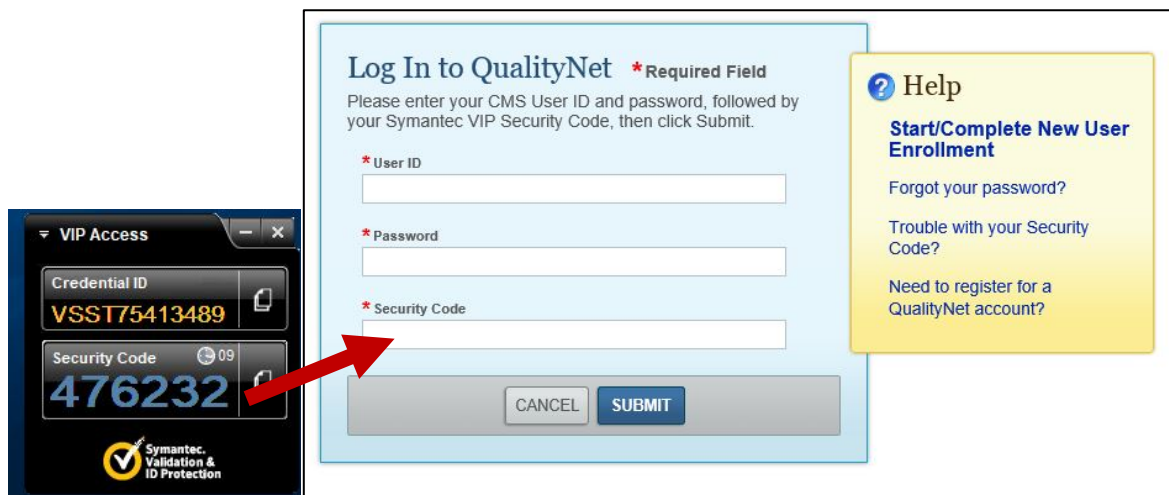 Log In to QualityNet * Required Field
Please enter your CMS User ID and password, followed by
your Symantec VIP Security Code, then click Submit.
* User ID
* Password
* Security Code
CANCEL
SUBMIT
Help
Start/Complete New User
Enrollment
Forgot your password?
Trouble with your Security
Code?
Need to register for a
QualityNet account?
VIP Access
Credential ID
VSST75413489
Security Code 09
476232
Symantec.
Validation &
ID Protection